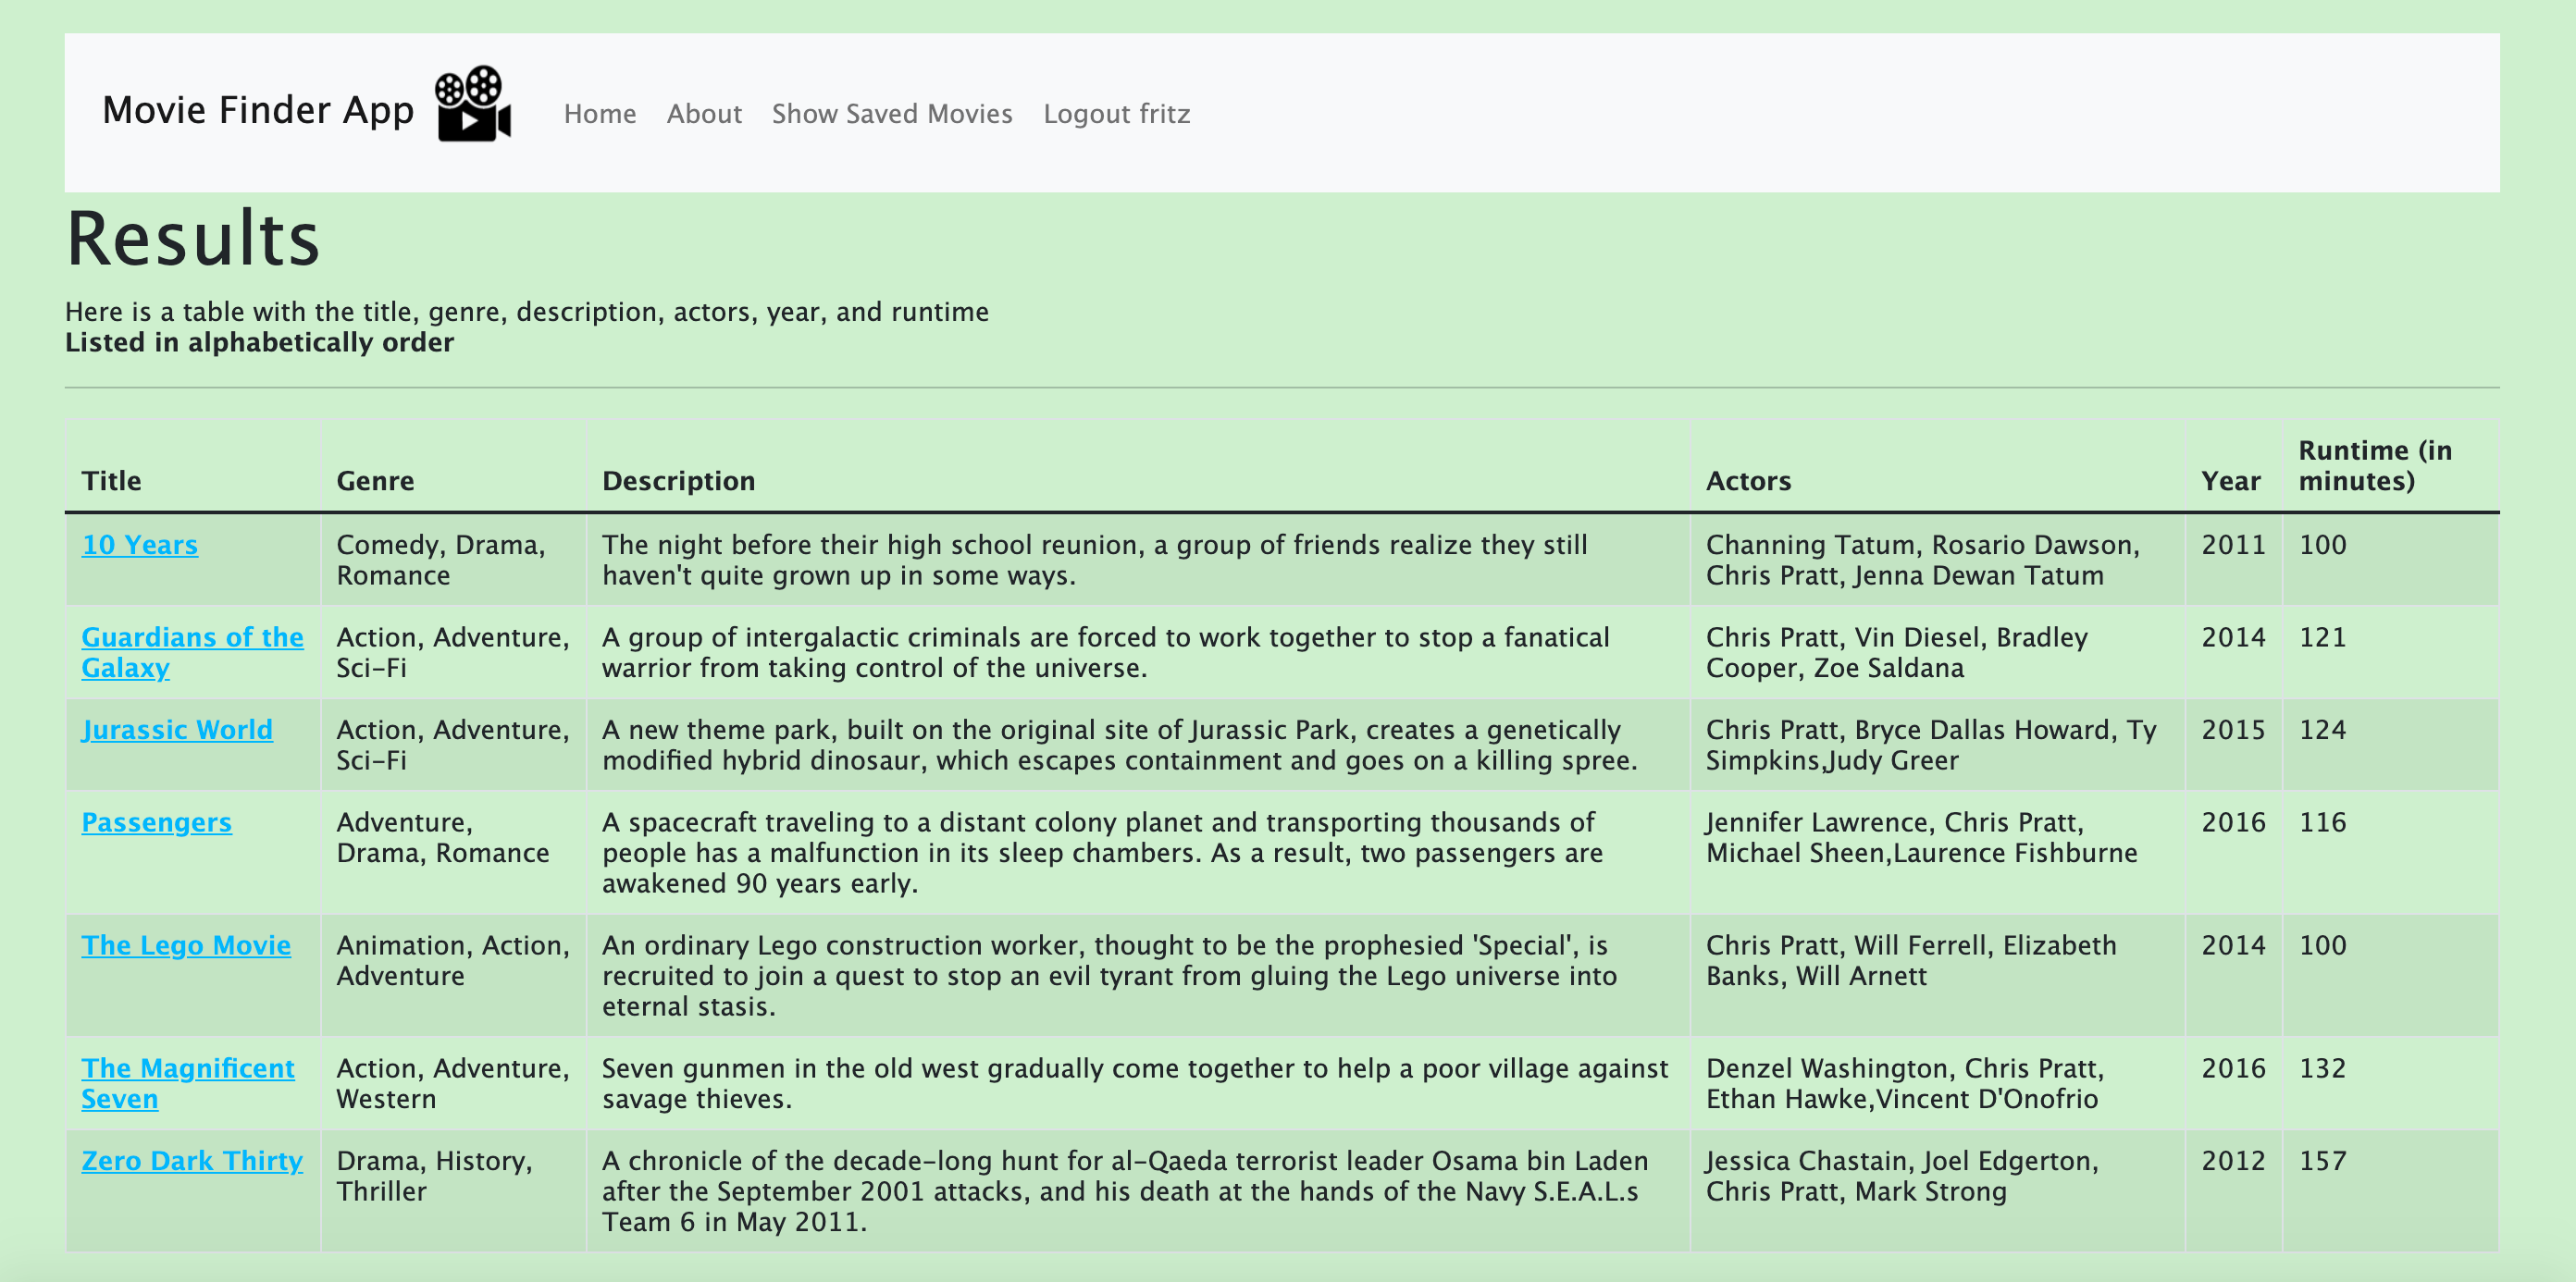 Movie Finder App Home About Show Saved Movies Logout fritz
Results
Here is a table with the title, genre, description, actors, year, and runtime
Listed in alphabetically order
Title Genre Description Actors Year Runtime (in minutes)
10 Years
Comedy, Drama,
Romance
The night before their high school reunion, a group of friends realize they still
haven't quite grown up in some ways.
Channing Tatum, Rosario Dawson,
Chris Pratt, Jenna Dewan Tatum
2011
100
Guardians of the
Galaxy
Action, Adventure,
Sci-Fi
A group of intergalactic criminals are forced to work together to stop a fanatical
warrior from taking control of the universe.
Chris Pratt, Vin Diesel, Bradley
Cooper, Zoe Saldana
2014
121
Jurassic World
Action, Adventure,
Sci-Fi
A new theme park, built on the original site of Jurassic Park, creates a genetically
modified hybrid dinosaur, which escapes containment and goes on a killing spree.
Chris Pratt, Bryce Dallas Howard, Ty
Simpkins,Judy Greer
2015
124
Passengers
Adventure,
Drama, Romance
A spacecraft traveling to a distant colony planet and transporting thousands of
people has a malfunction in its sleep chambers. As a result, two passengers are
awakened 90 years early.
Jennifer Lawrence, Chris Pratt,
Michael Sheen,Laurence Fishburne
2016
116
The Lego Movie
Animation, Action,
Adventure
An ordinary Lego construction worker, thought to be the prophesied 'Special', is
recruited to join a quest to stop an evil tyrant from gluing the Lego universe into
eternal stasis.
Chris Pratt, Will Ferrell, Elizabeth
Banks, Will Arnett
2014
100
The Magnificent
Seven
Action, Adventure,
Western
Seven gunmen in the old west gradually come together to help a poor village against
savage thieves.
Denzel Washington, Chris Pratt,
Ethan Hawke,Vincent D'Onofrio
2016
132
Zero Dark Thirty
Drama, History,
Thriller
A chronicle of the decade-long hunt for al-Qaeda terrorist leader Osama bin Laden
after the September 2001 attacks, and his death at the hands of the Navy S.E.A.L.s
Team 6 in May 2011.
Jessica Chastain, Joel Edgerton,
Chris Pratt, Mark Strong
2012
157